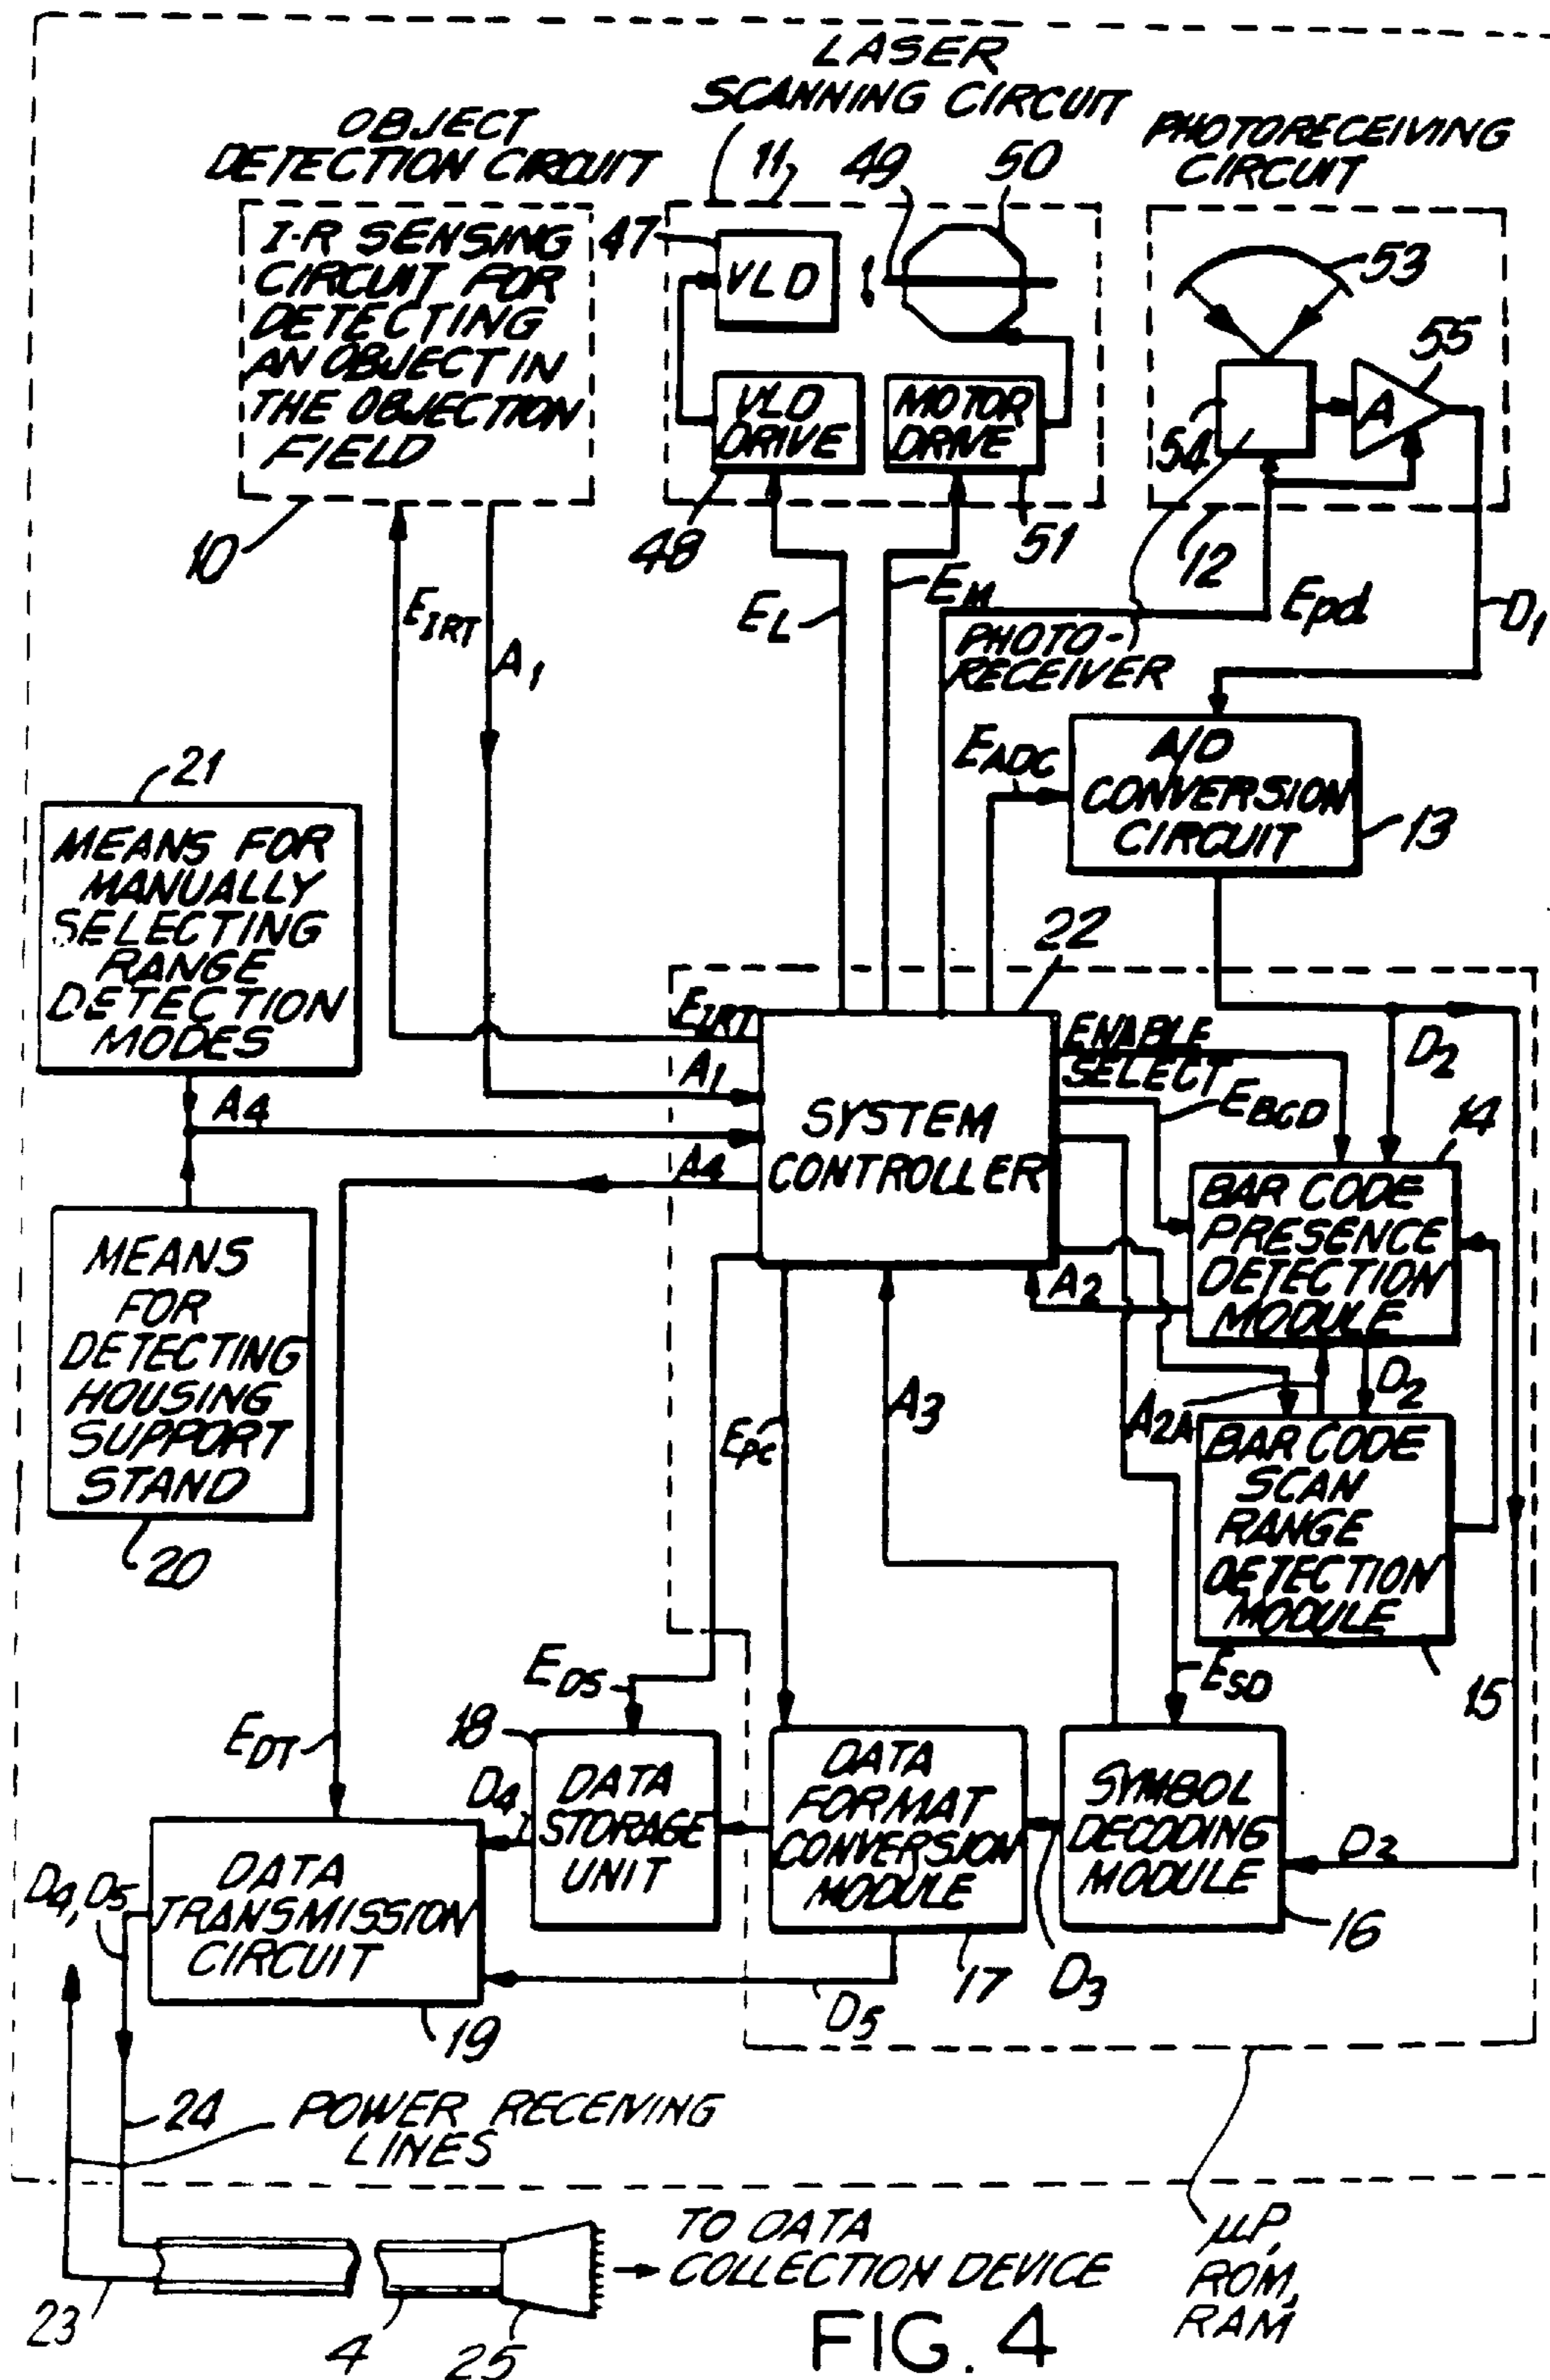 LASER
SCANNING CIRCUIT
OBJECT
DETECTION CIRCUIT
PHOTORECEIVING
CIRCUIT
11
49
50
I-R SENSING
CIRCUIT FOR
DETECTING
AN OBJECT IN
THE OBJECTION
FIELD
47
VLD
53
55
VLD
DRIVE
MOTOR
DRIVE
54
A
10
48
51
12
EIRT
A1
EL
EM
Epd
D1
PHOTO-
RECEIVER
21
EADC
A/D
CONVERSION
CIRCUIT
13
MEANS FOR
MANUALLY
SELECTING
RANGE
DETECTION
MODES
22
EIRT
A1
ENABLE
SELECT
D2
A4
SYSTEM
CONTROLLER
EBCD
14
A4
BAR CODE
PRESENCE
DETECTION
MODULE
MEANS
FOR
DETECTING
HOUSING
SUPPORT
STAND
A2
D2
A2A
A3
EPC
BAR CODE
SCAN
RANGE
DETECTION
MODULE
20
EDS
ESD
15
EDT
18
D4
DATA
STORAGE
UNIT
DATA
FORMAT
CONVERSION
MODULE
SYMBOL
DECODING
MODULE
D2
D4, D5
DATA
TRANSMISSION
CIRCUIT
16
17
D3
D5
19
24
POWER RECEIVING
LINES
TO DATA
COLLECTION DEVICE
µP,
ROM,
RAM
23
4
25
FIG. 4